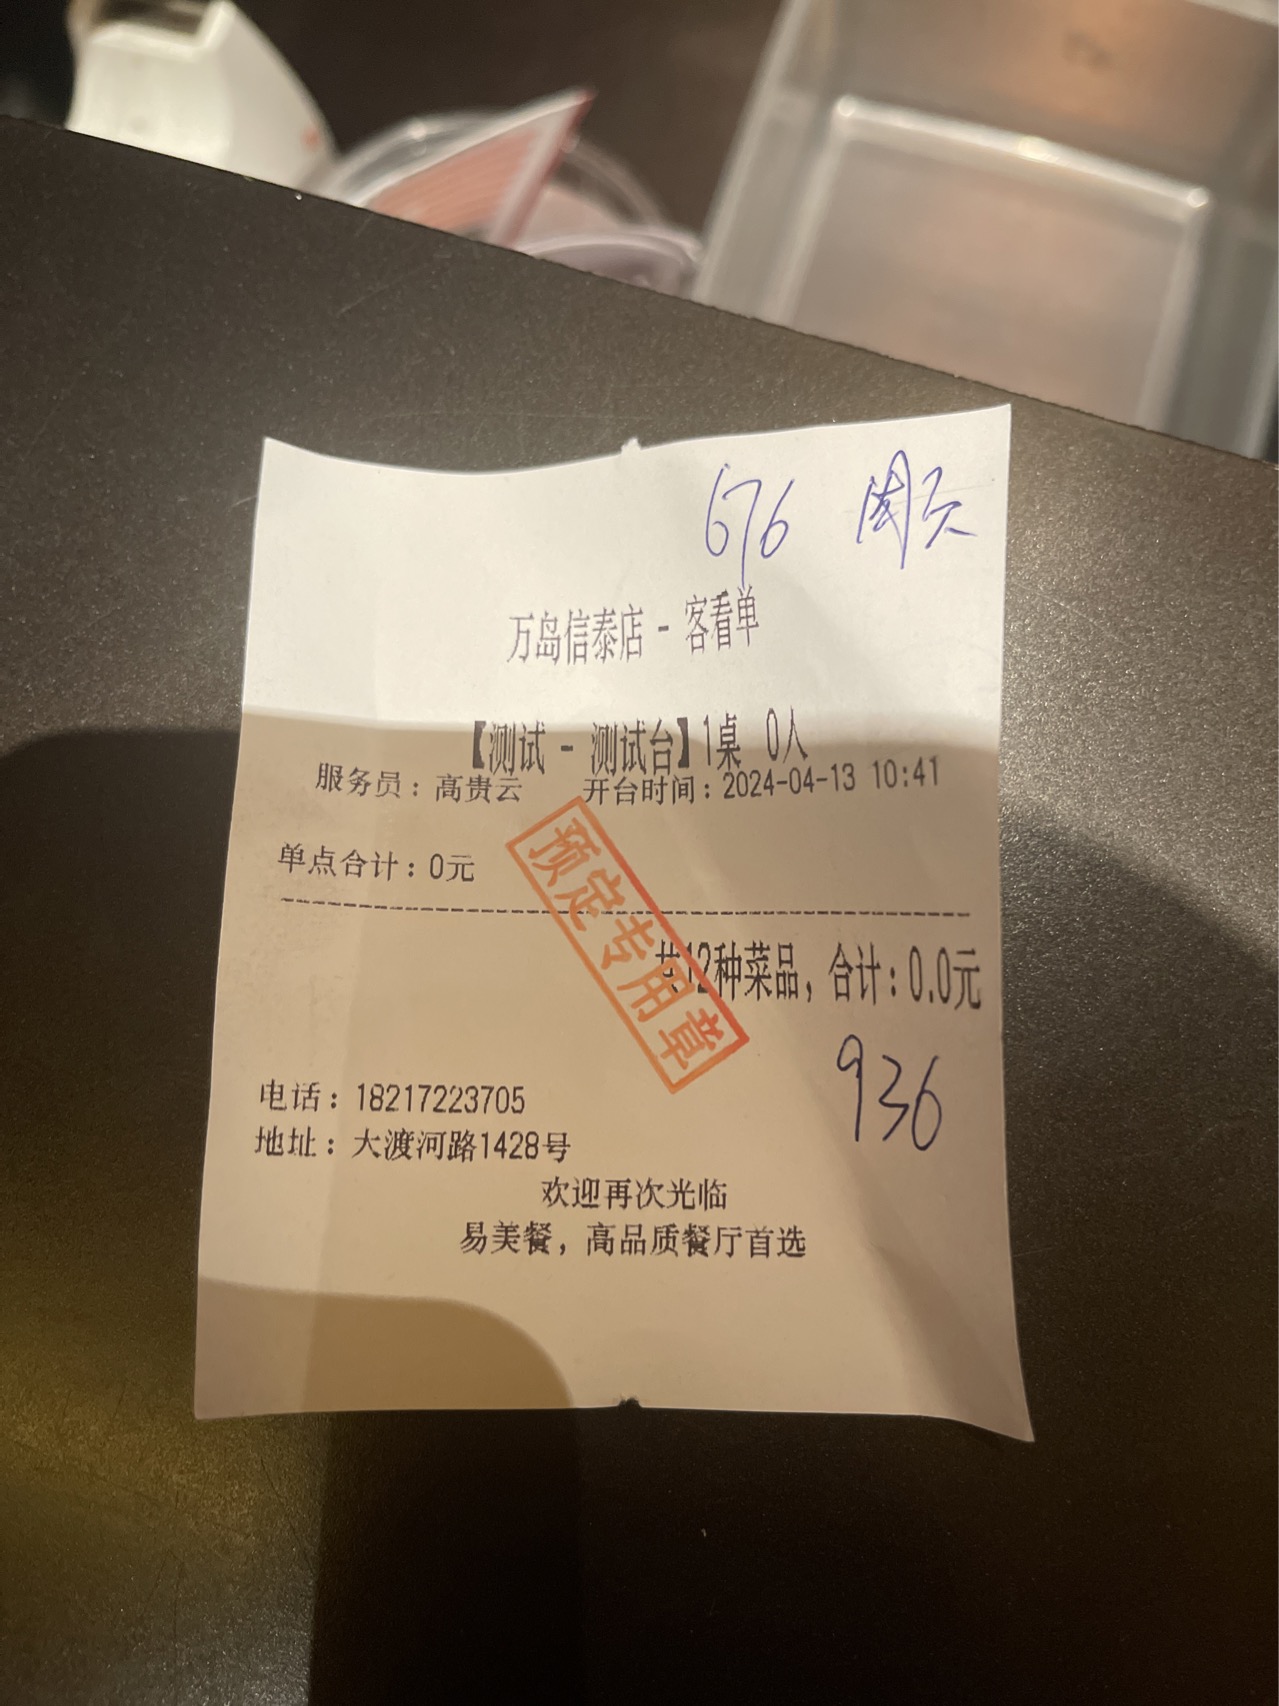 676
万岛信泰店 - 客看单
【测试 - 测试台】1桌 0人
服务员：高贵云 开台时间：2024-04-13 10:41
单点合计：0元
预定专用章
共12种菜品，合计：0.0元
936
电话：18217223705
地址：大渡河路1428号
欢迎再次光临
易美餐，高品质餐厅首选